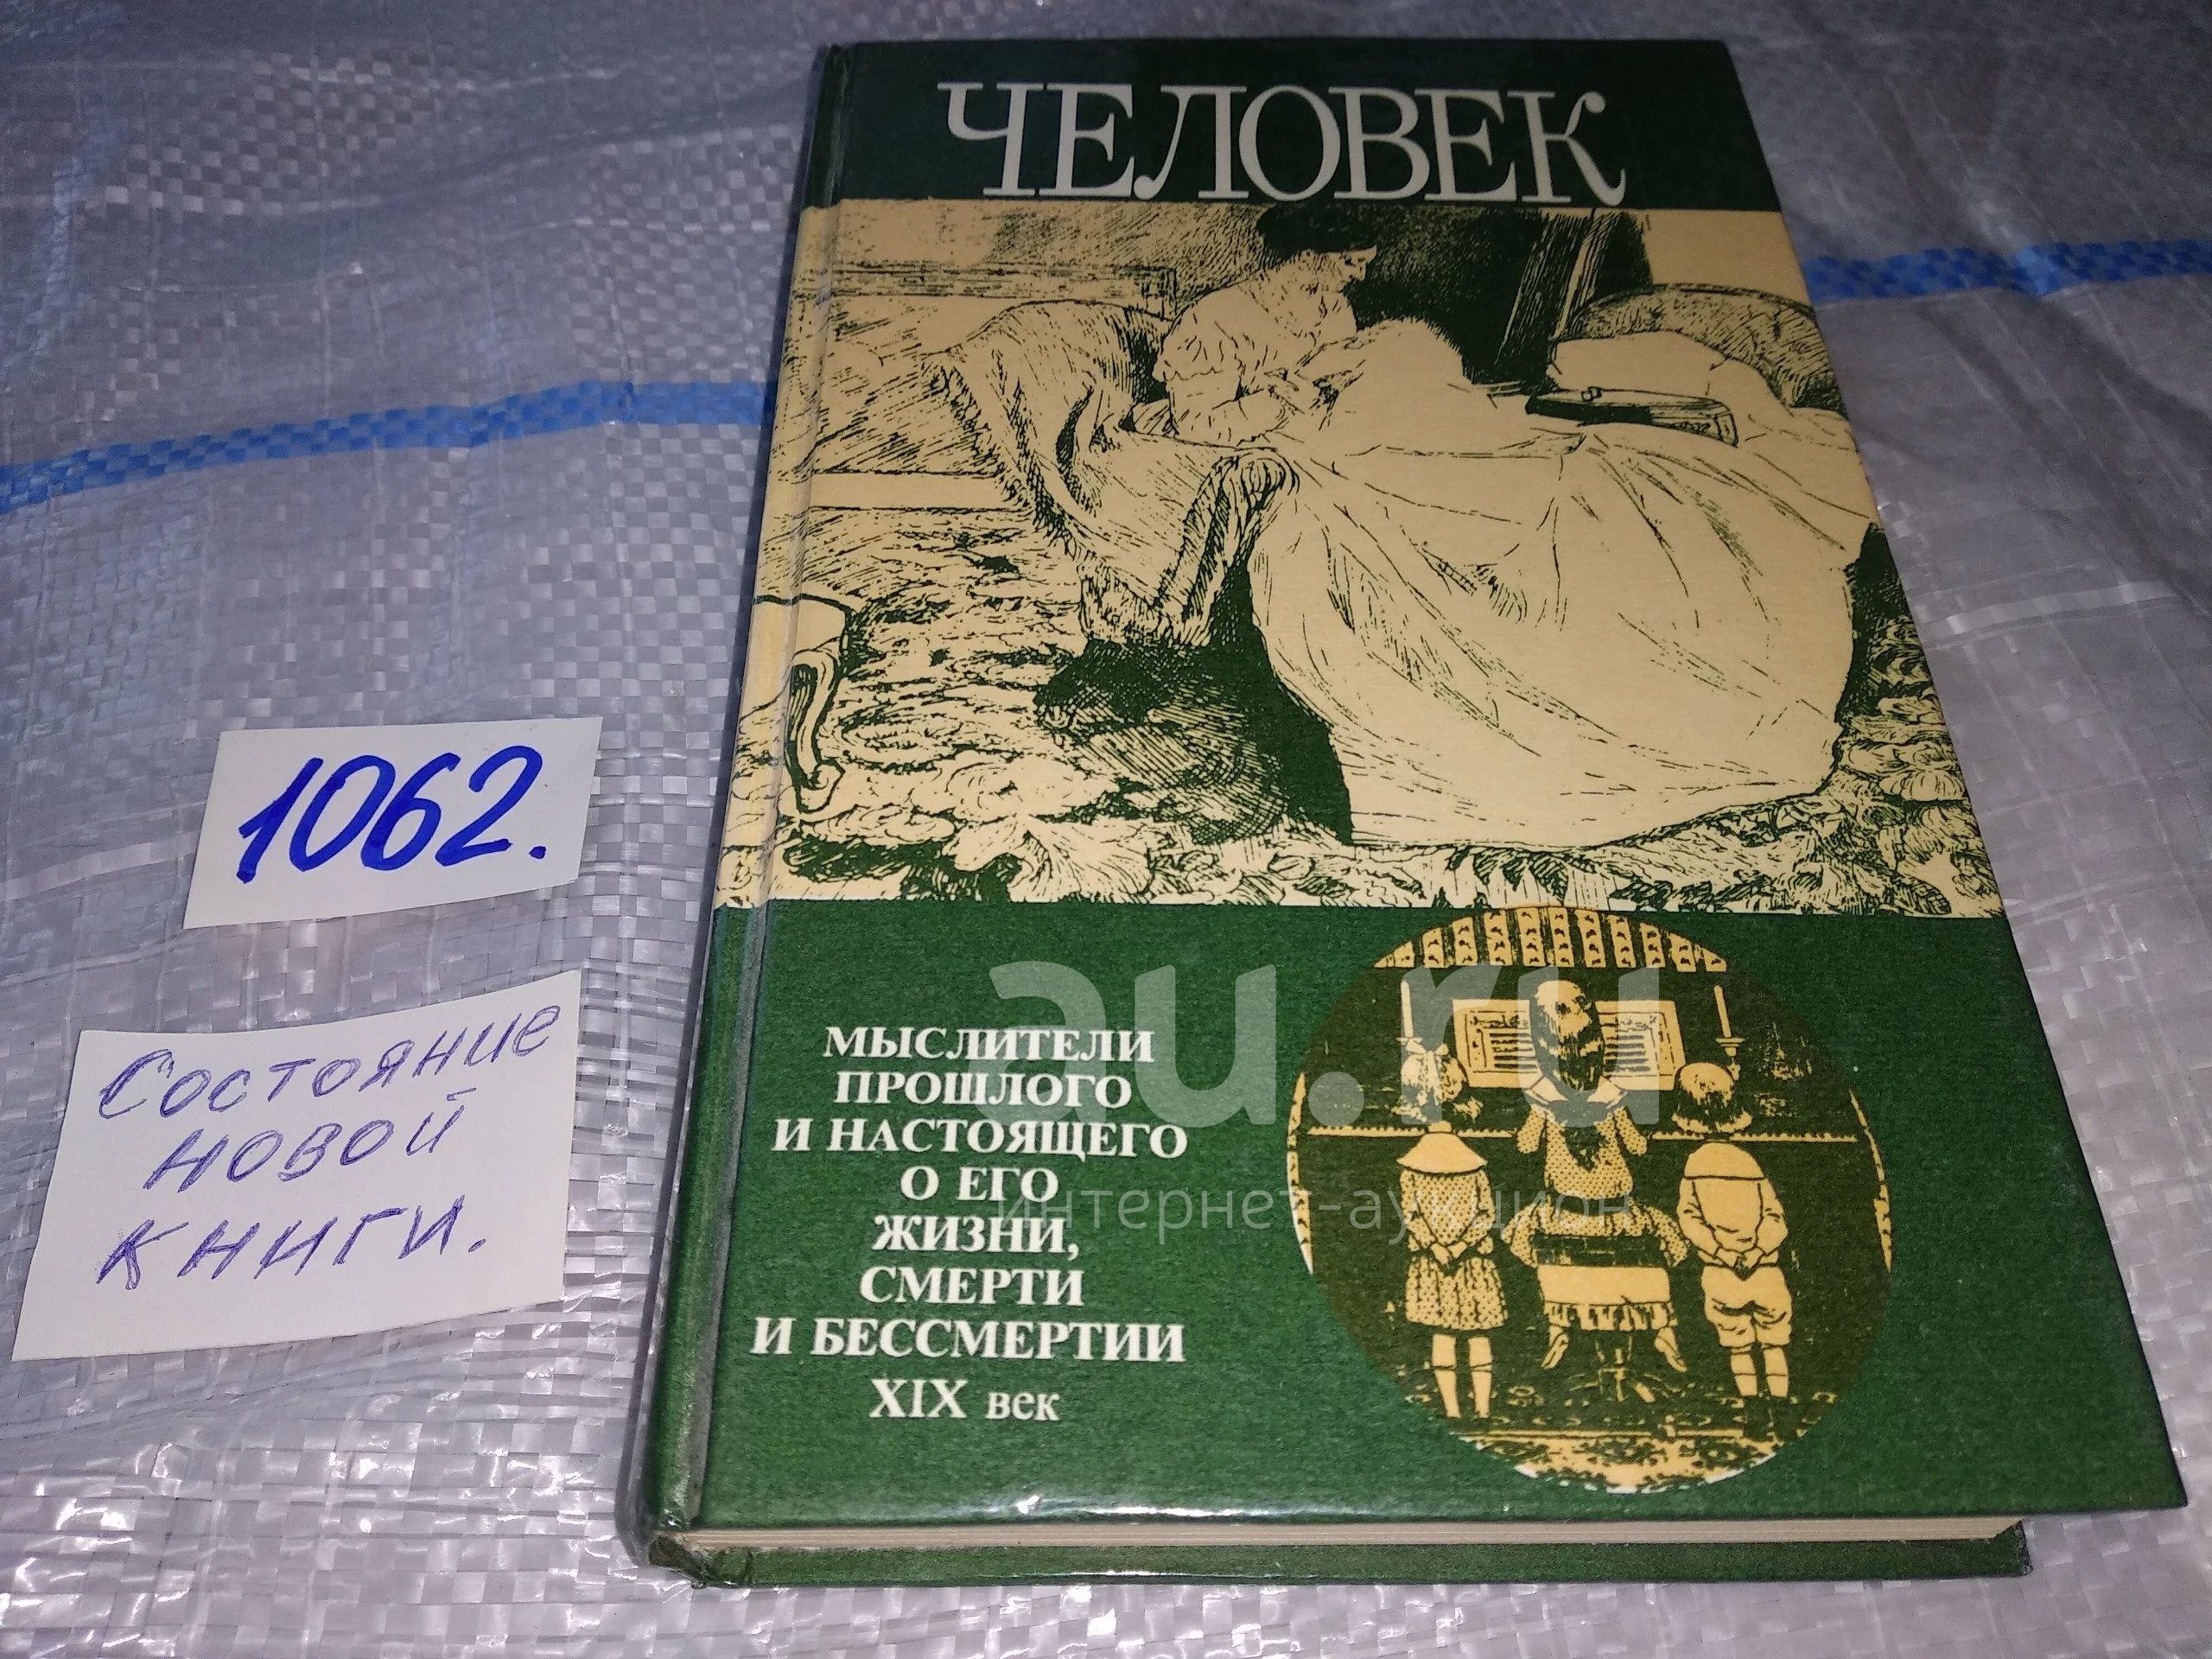 ЧЕЛОВЕК
1062.
Состояние
новой
книги.
МЫСЛИТЕЛИ
ПРОШЛОГО
И НАСТОЯЩЕГО
О ЕГО
ЖИЗНИ,
СМЕРТИ
И БЕССМЕРТИИ
XIX век
au.ru
интернет-аукцион